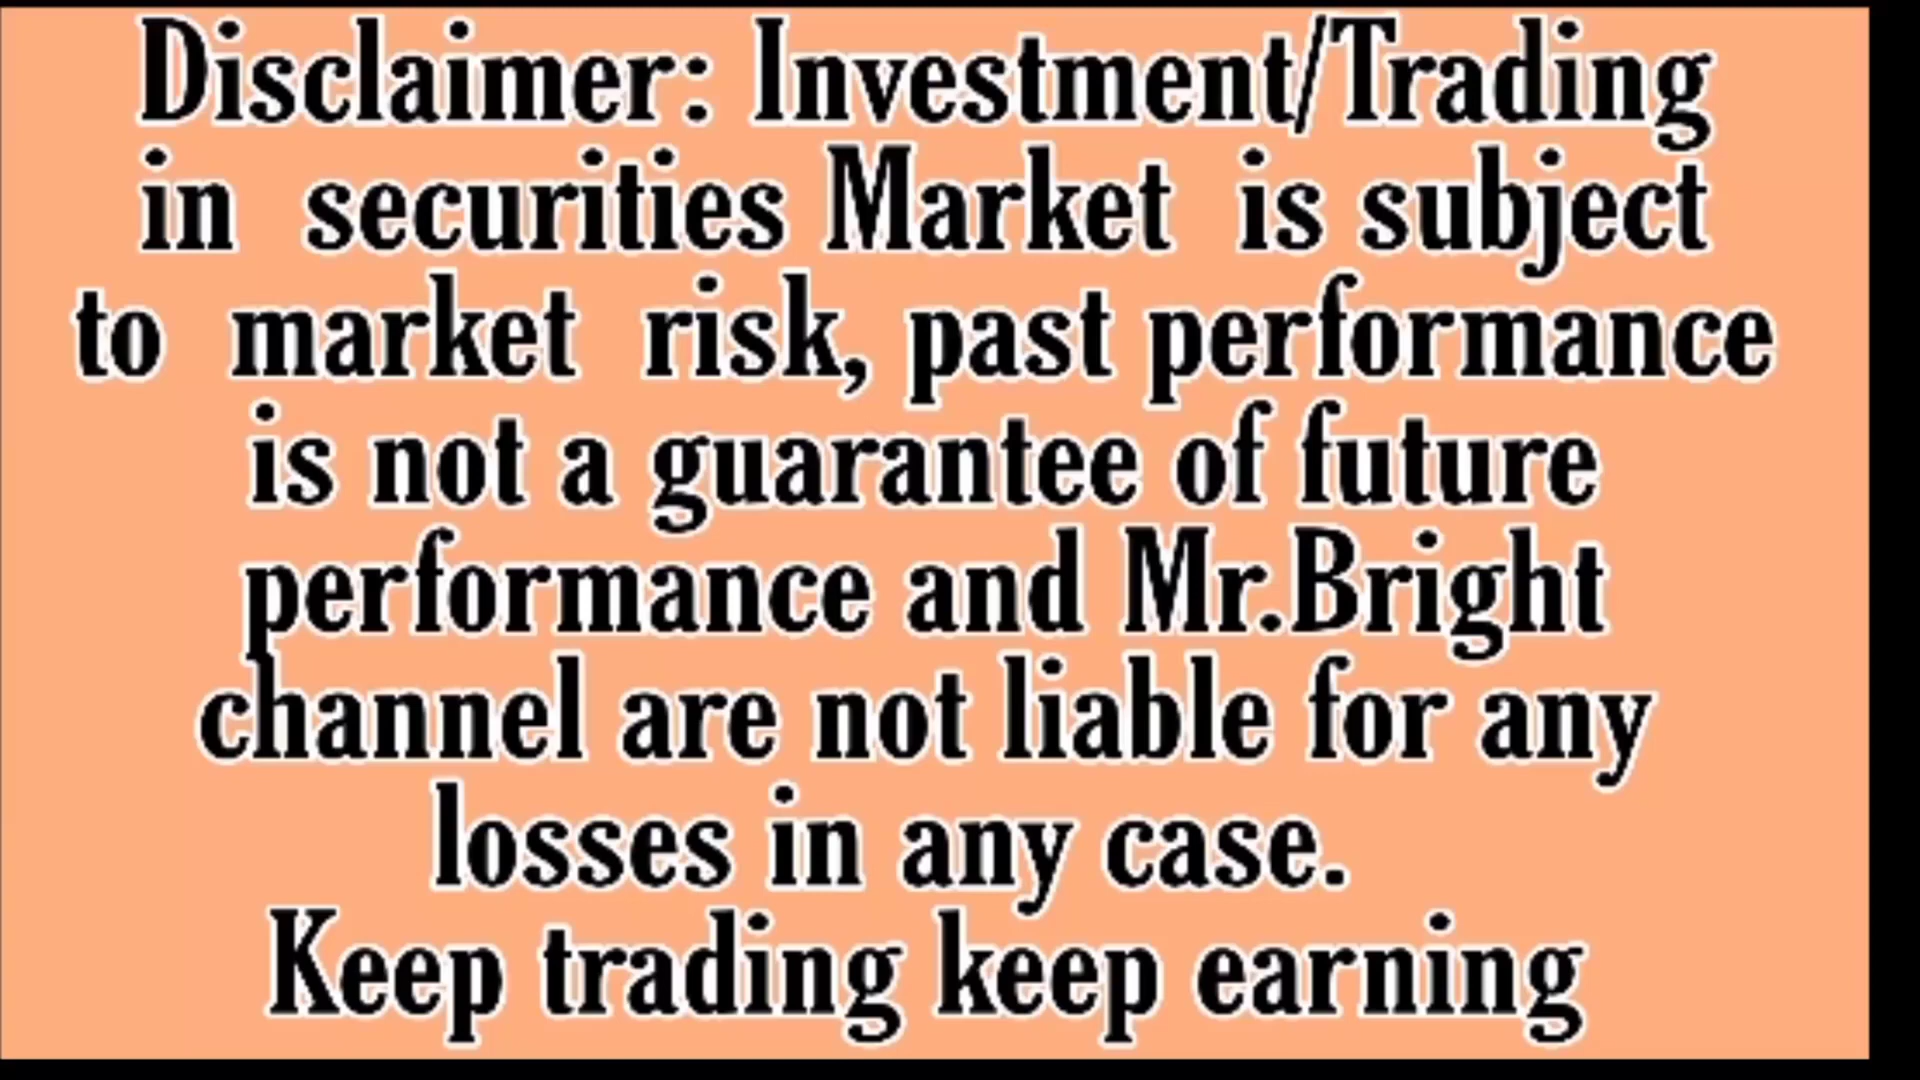 Disclaimer: Investment/Trading
in securities Market is subject
to market risk, past performance
is not a guarantee of future
performance and Mr.Bright
channel are not liable for any
losses in any case.
Keep trading keep earning